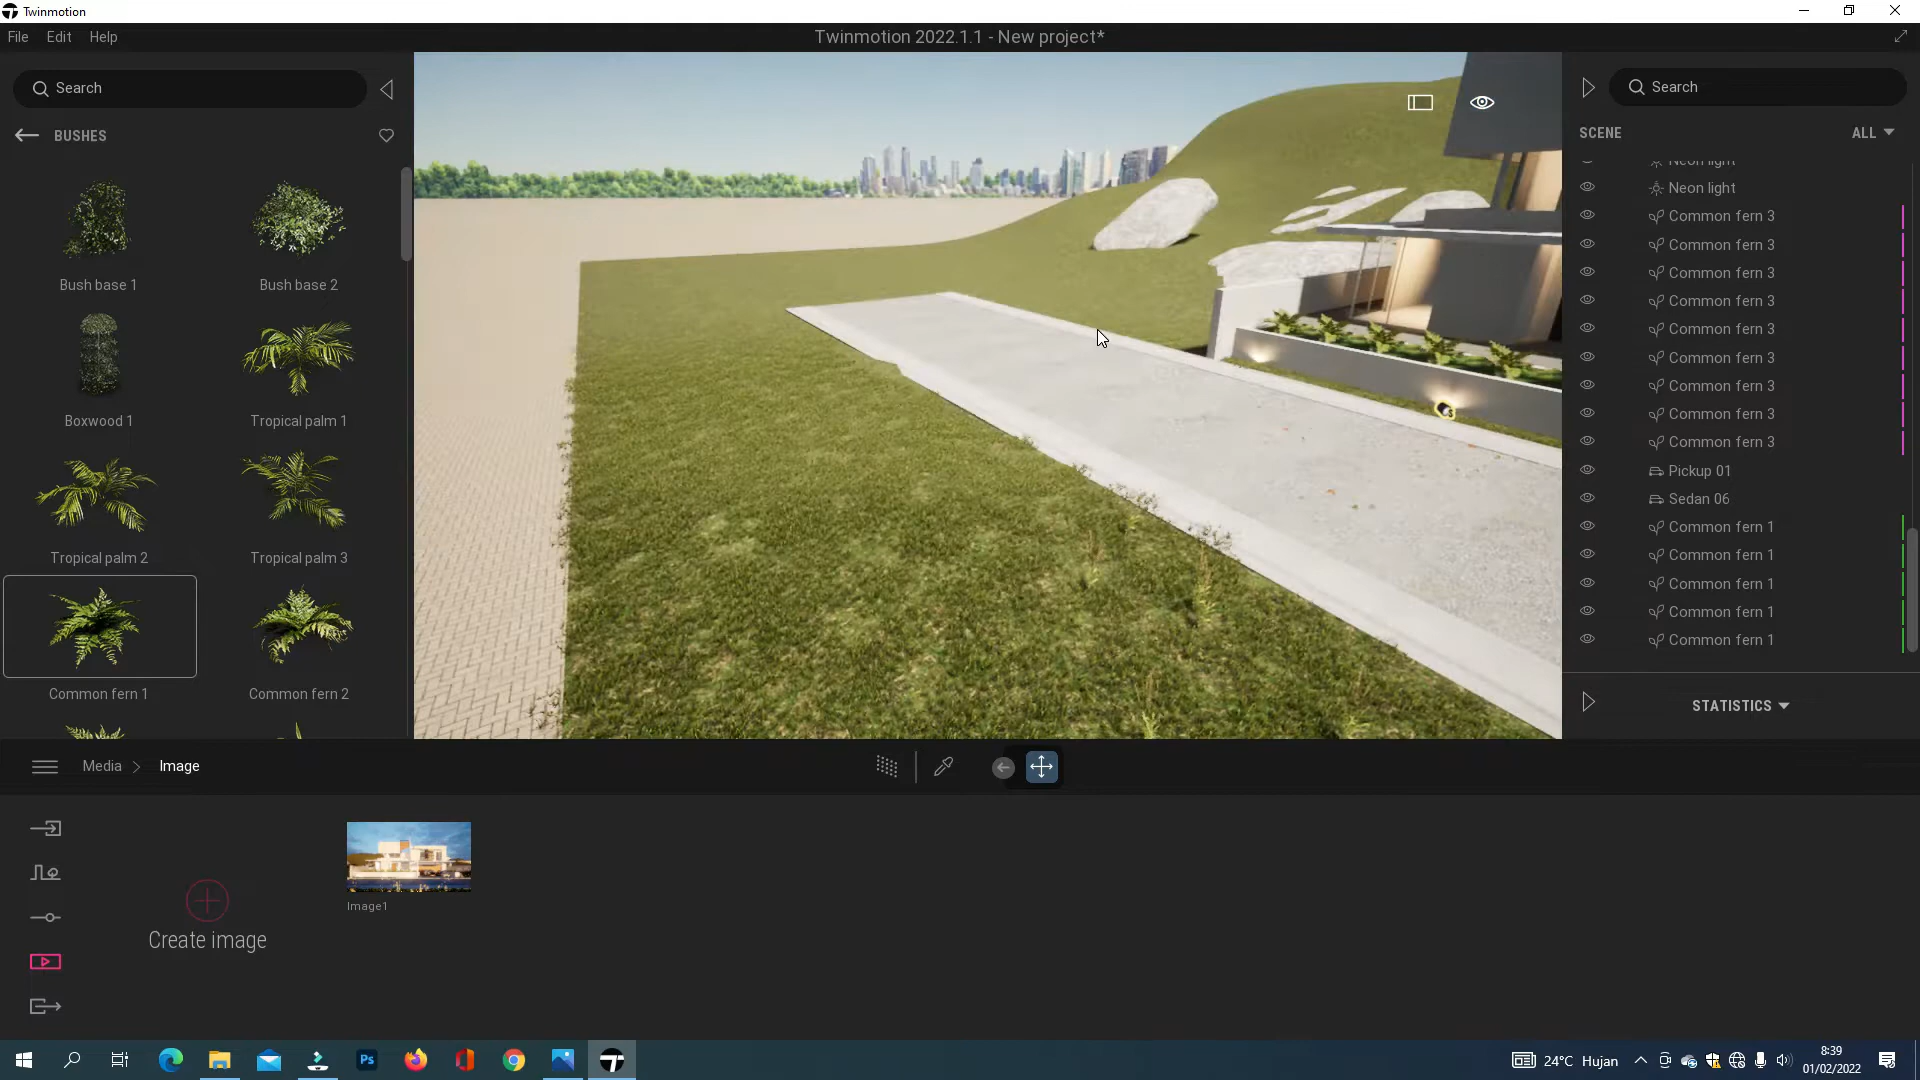 Twinmotion
File Edit Help
Twinmotion 2022.1.1 - New project*
Search
BUSHES
Bush base 1
Bush base 2
Boxwood 1
Tropical palm 1
Tropical palm 2
Tropical palm 3
Common fern 1
Common fern 2
Search
SCENE
ALL
Neon light
Neon light
Common fern 3
Common fern 3
Common fern 3
Common fern 3
Common fern 3
Common fern 3
Common fern 3
Common fern 3
Common fern 3
Pickup 01
Sedan 06
Common fern 1
Common fern 1
Common fern 1
Common fern 1
Common fern 1
STATISTICS
Media Image
Create image
Image1
Ps
24°C Hujan
8:39
01/02/2022